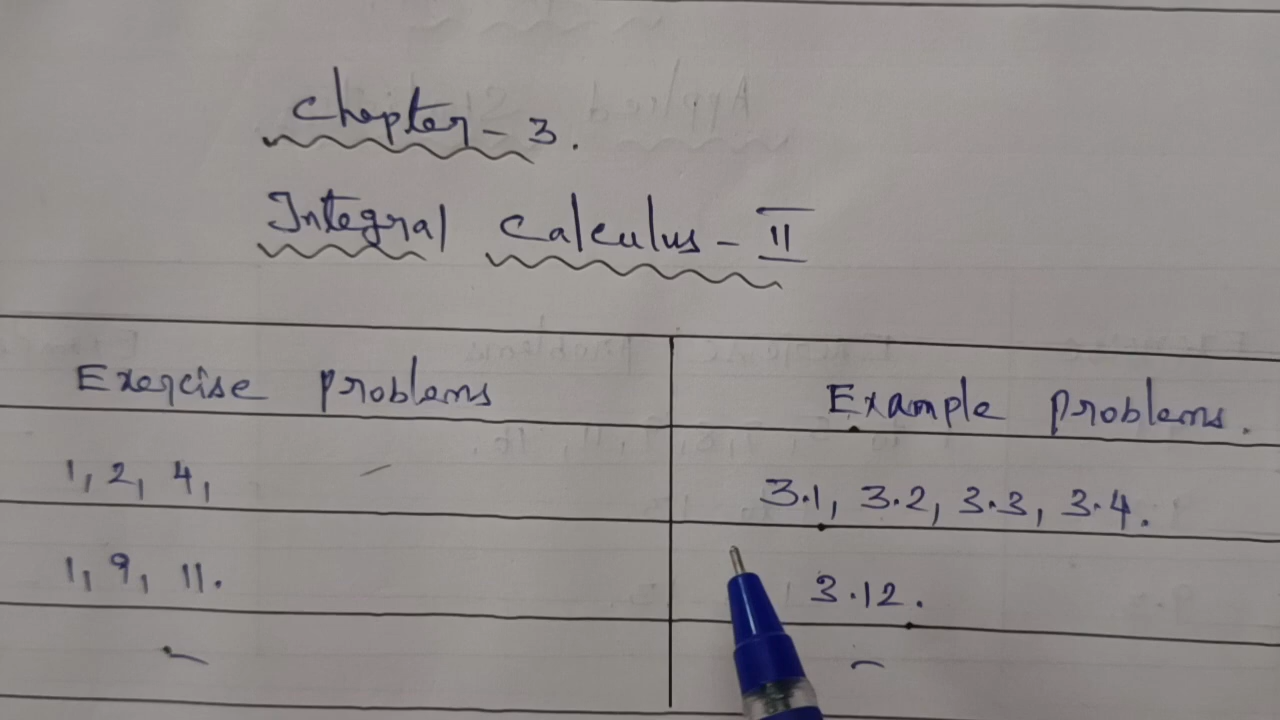 Chapter - 3.
Integral Calculus - II
Exercise problems Example problems.
1, 2, 4, 3.1, 3.2, 3.3, 3.4.
1, 9, 11. 3.12.
- -